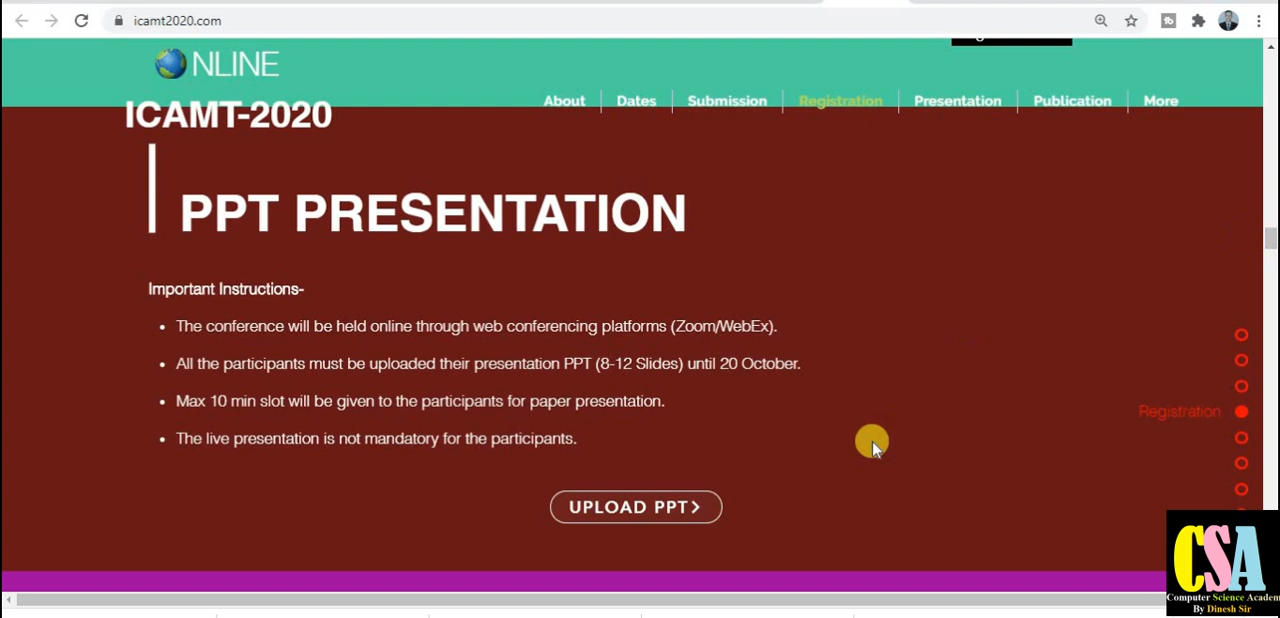 icamt2020.com
NLINE
About
Dates
Submission
Registration
Presentation
Publication
More
ICAMT-2020
PPT PRESENTATION
Important Instructions-
• The conference will be held online through web conferencing platforms (Zoom/WebEx).
• All the participants must be uploaded their presentation PPT (8-12 Slides) until 20 October.
• Max 10 min slot will be given to the participants for paper presentation.
Registration
• The live presentation is not mandatory for the participants.
UPLOAD PPT>
CSA
Computer Science Academ
By Dinesh Sir